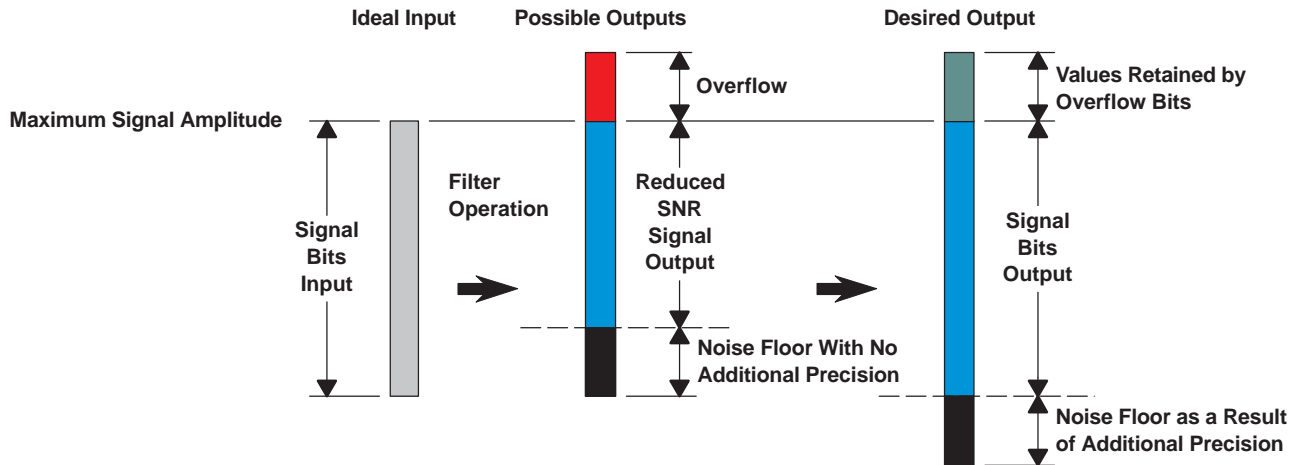 Ideal Input
Possible Outputs
Desired Output
Overflow
Values Retained by
Overflow Bits
Maximum Signal Amplitude
Filter
Operation
Signal
Bits
Input
Reduced
SNR
Signal
Output
Signal
Bits
Output
Noise Floor With No
Additional Precision
Noise Floor as a Result
of Additional Precision